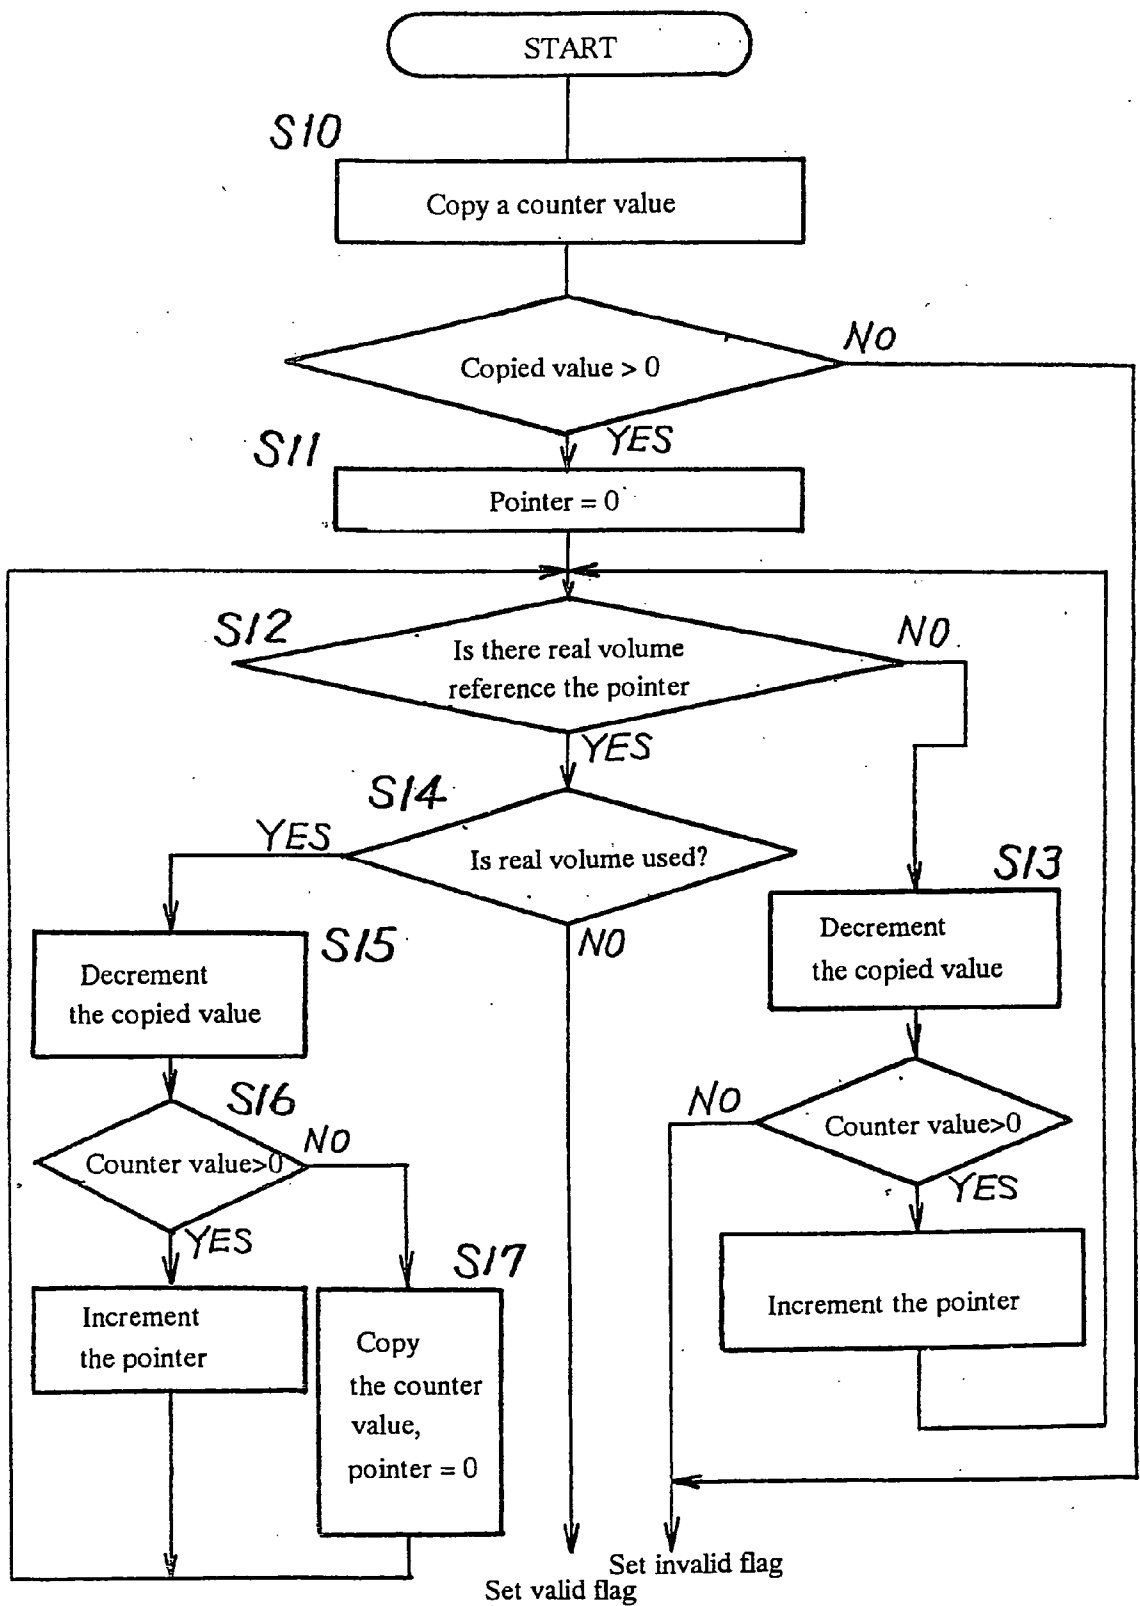 START
S10
Copy a counter value
NO
Copied value > 0
YES
S11
Pointer = 0
S12
NO
Is there real volume
reference the pointer
YES
S14
YES
Is real volume used?
NO
S13
Decrement
the copied value
S15
Decrement
the copied value
S16
NO
Counter value>0
YES
NO
Counter value>0
YES
S17
Increment
the pointer
Copy
the counter
value,
pointer = 0
Increment the pointer
Set invalid flag
Set valid flag